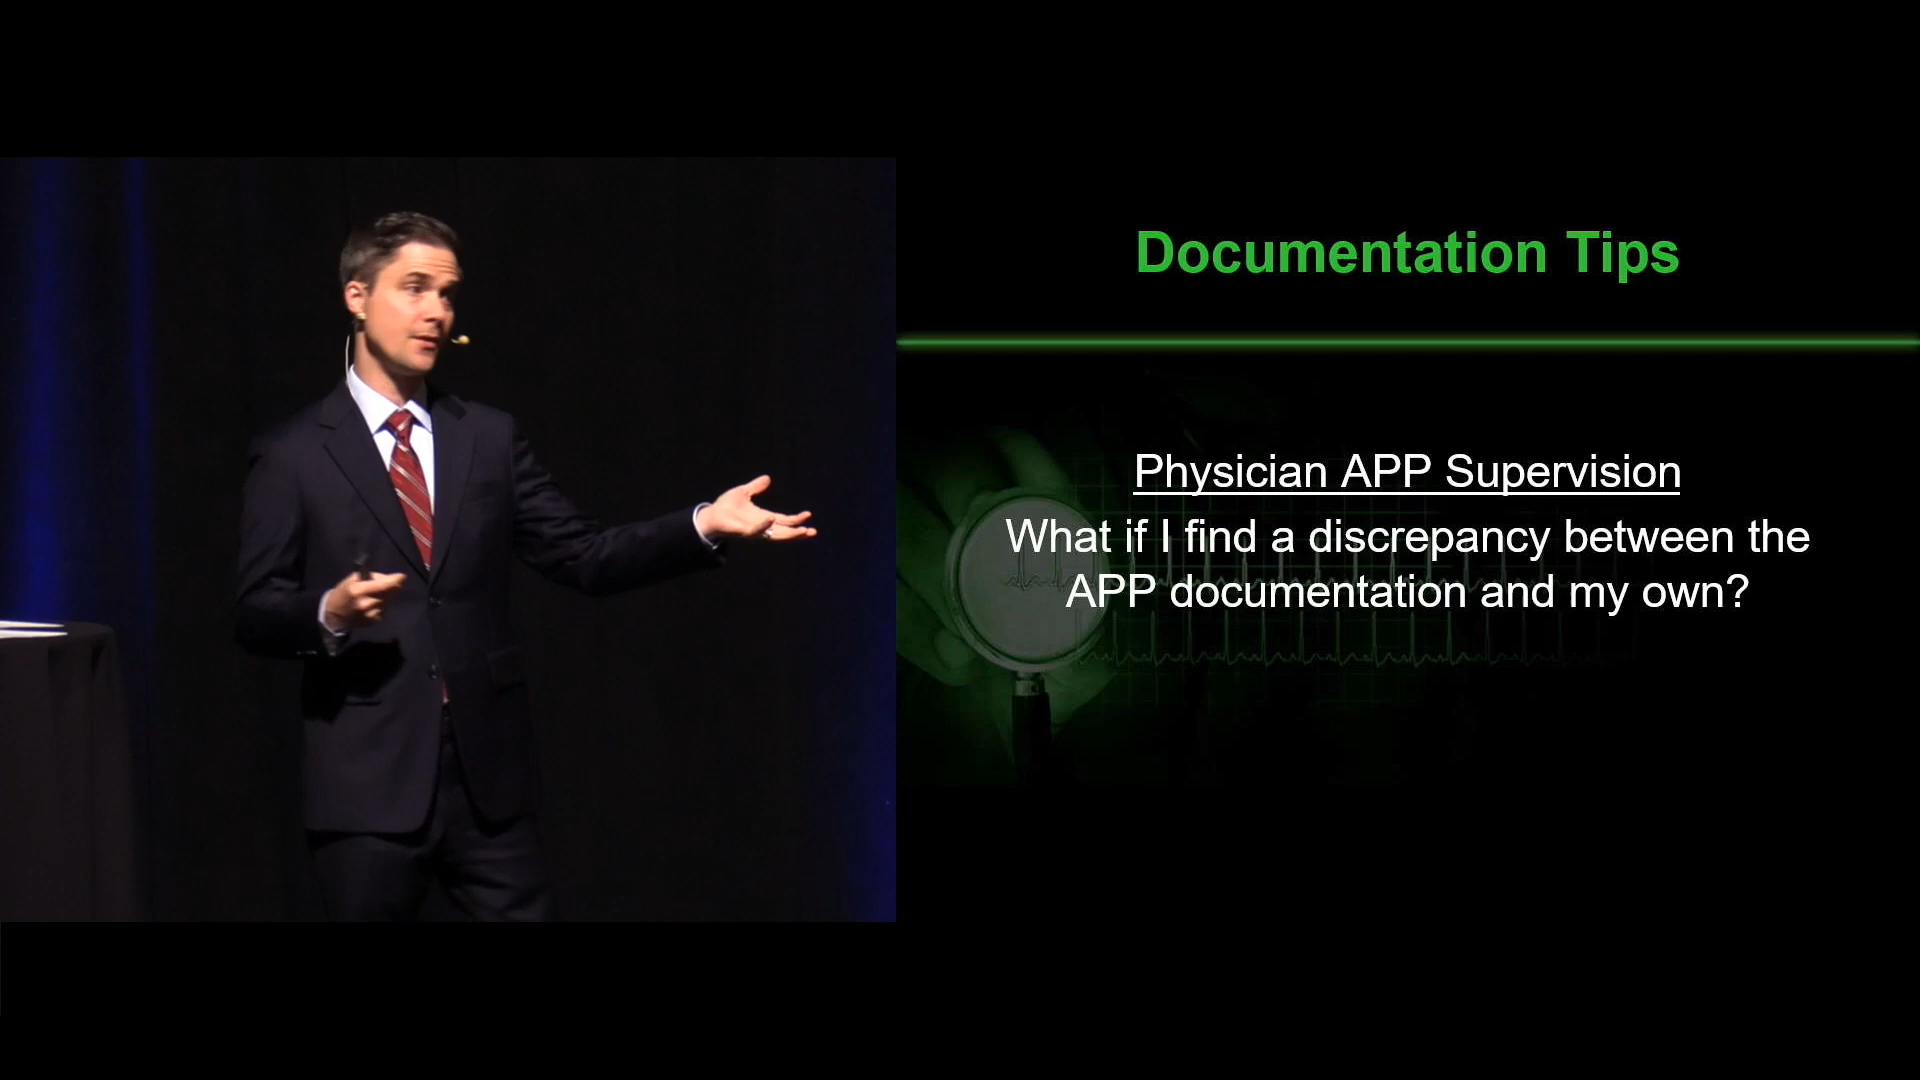 Documentation Tips
Physician APP Supervision
What if I find a discrepancy between the
APP documentation and my own?